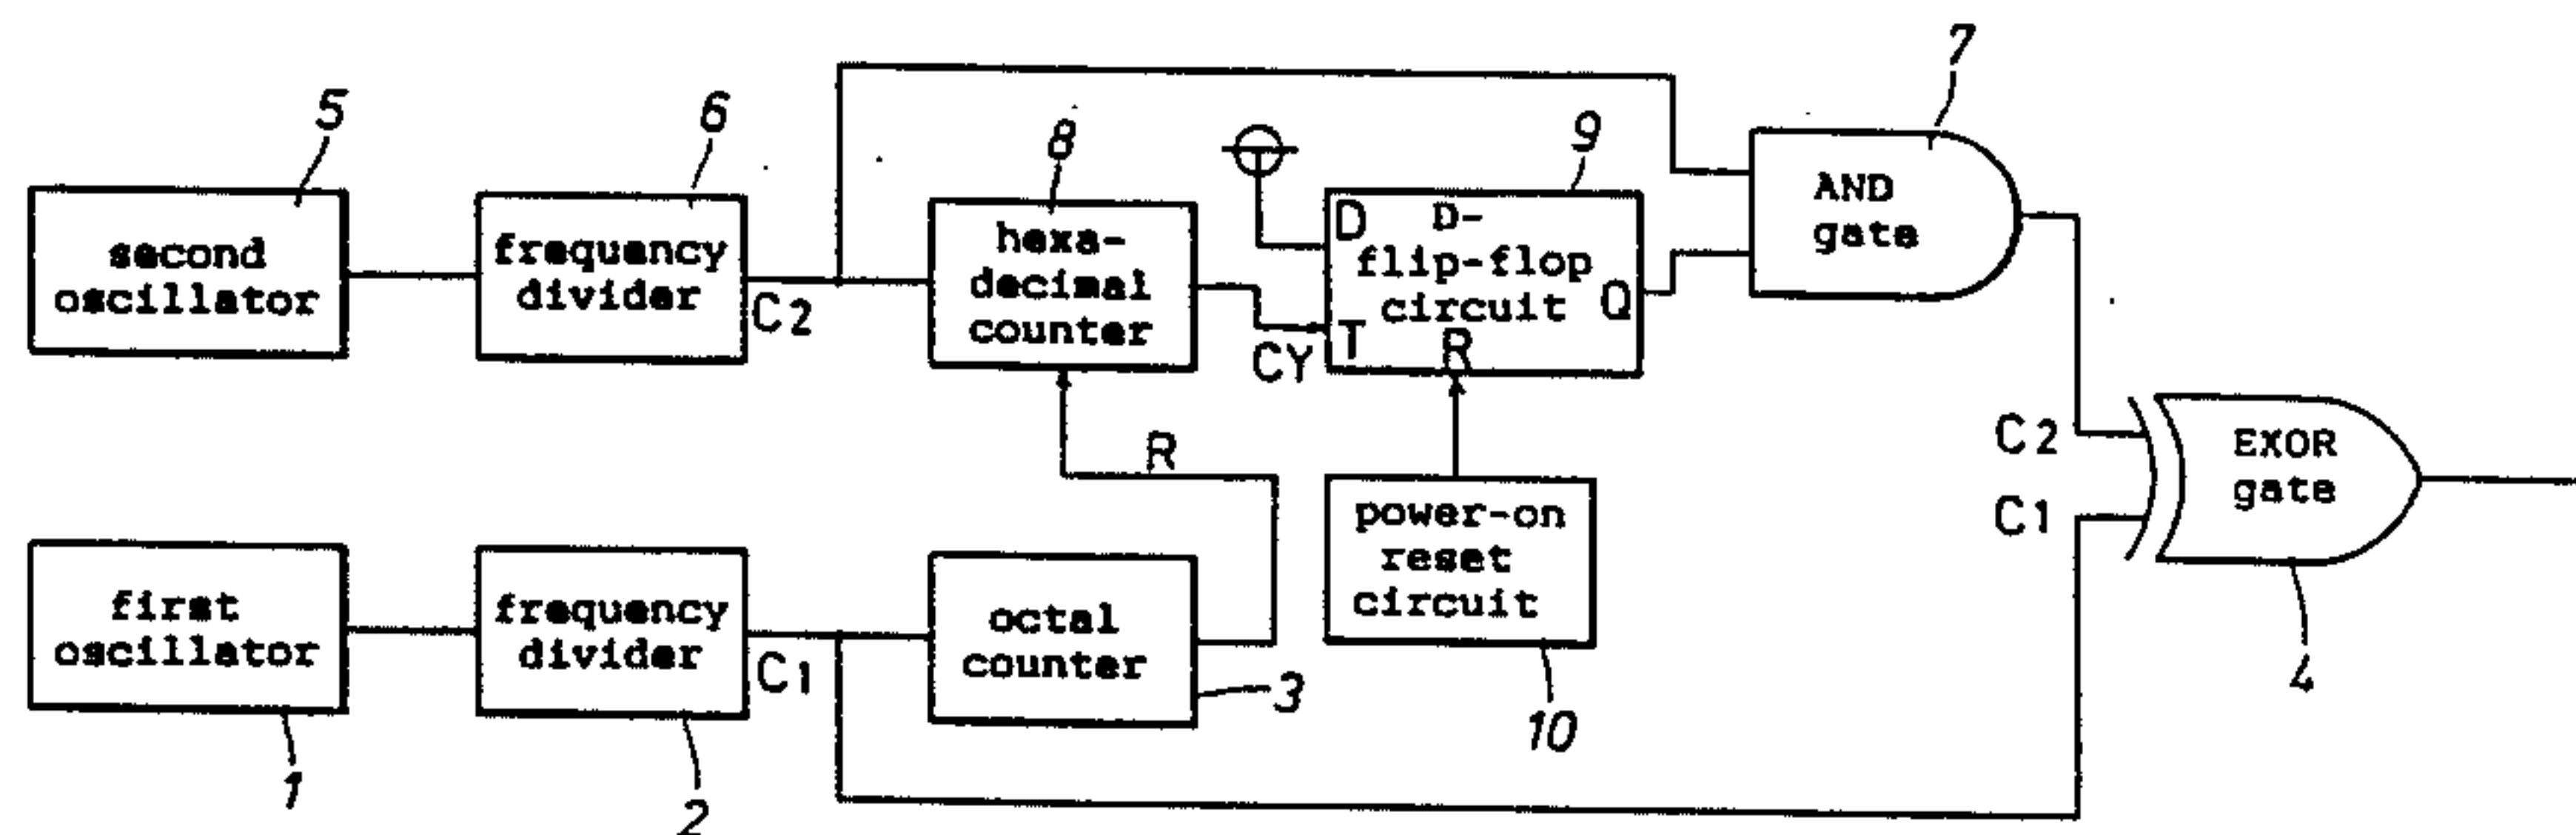 7
5
6
8
9
second
oscillator
frequency
divider
C2
hexa-
decimal
counter
CY
D
D-
flip-flop
circuit
T
R
Q
AND
gate
R
C2
C1
EXOR
gate
4
first
oscillator
1
frequency
divider
2
C1
octal
counter
3
power-on
reset
circuit
10